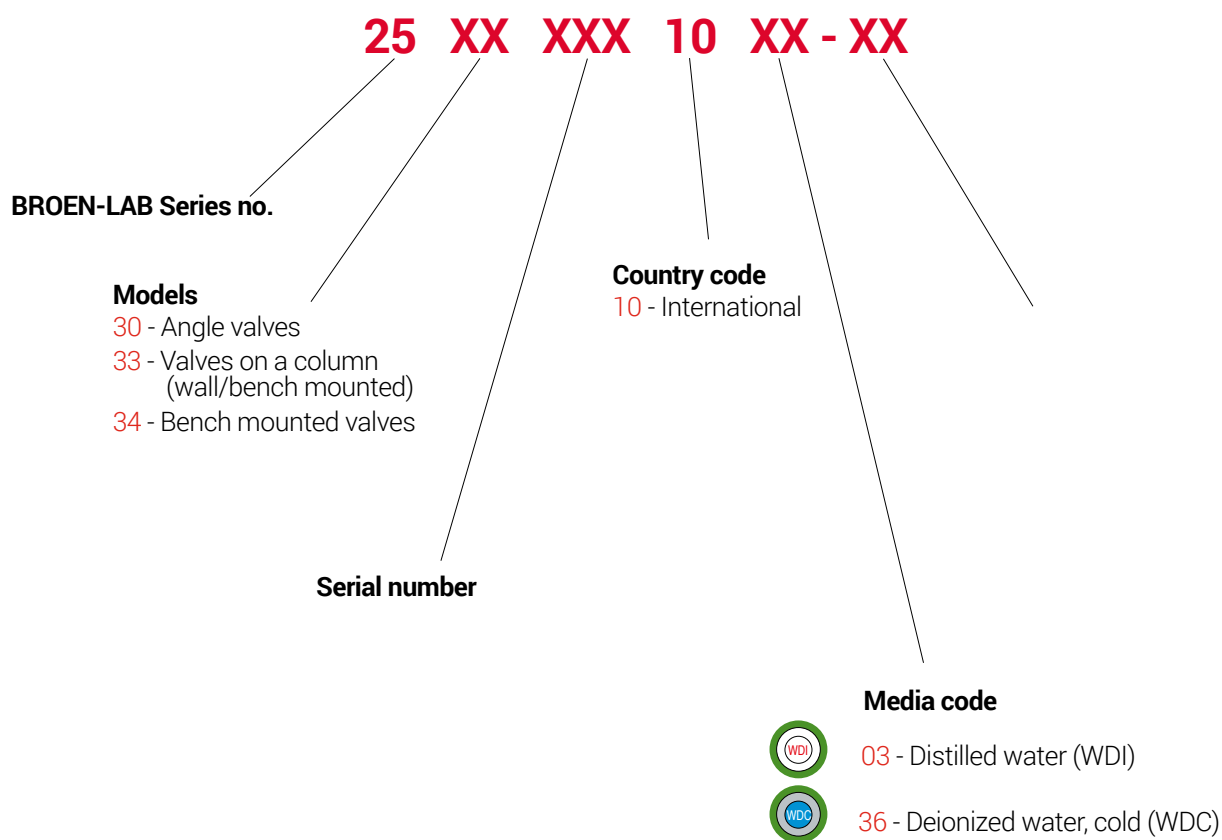 25 XX XXX 10 XX - XX
BROEN-LAB Series no.
Models
30 - Angle valves
33 - Valves on a column
(wall/bench mounted)
34 - Bench mounted valves
Country code
10 - International
Serial number
Media code
WDI 03 - Distilled water (WDI)
WDC 36 - Deionized water, cold (WDC)